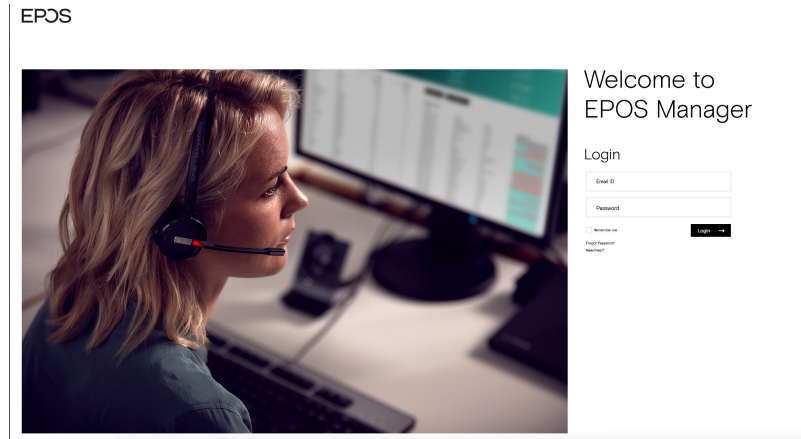 EPOS
Welcome to
EPOS Manager
Login
Email ID
Password
Remember me
Login →
Forgot Password?
Need help?